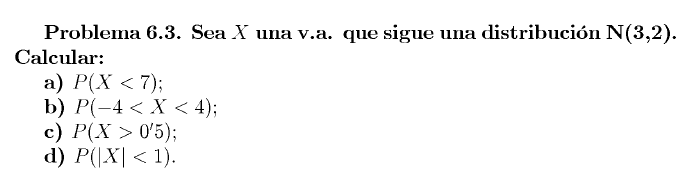 Problema 6.3. Sea X una v.a. que sigue una distribución N(3,2).
Calcular:
a) P(X < 7);
b) P(−4 < X < 4);
c) P(X > 0′5);
d) P(|X| < 1).